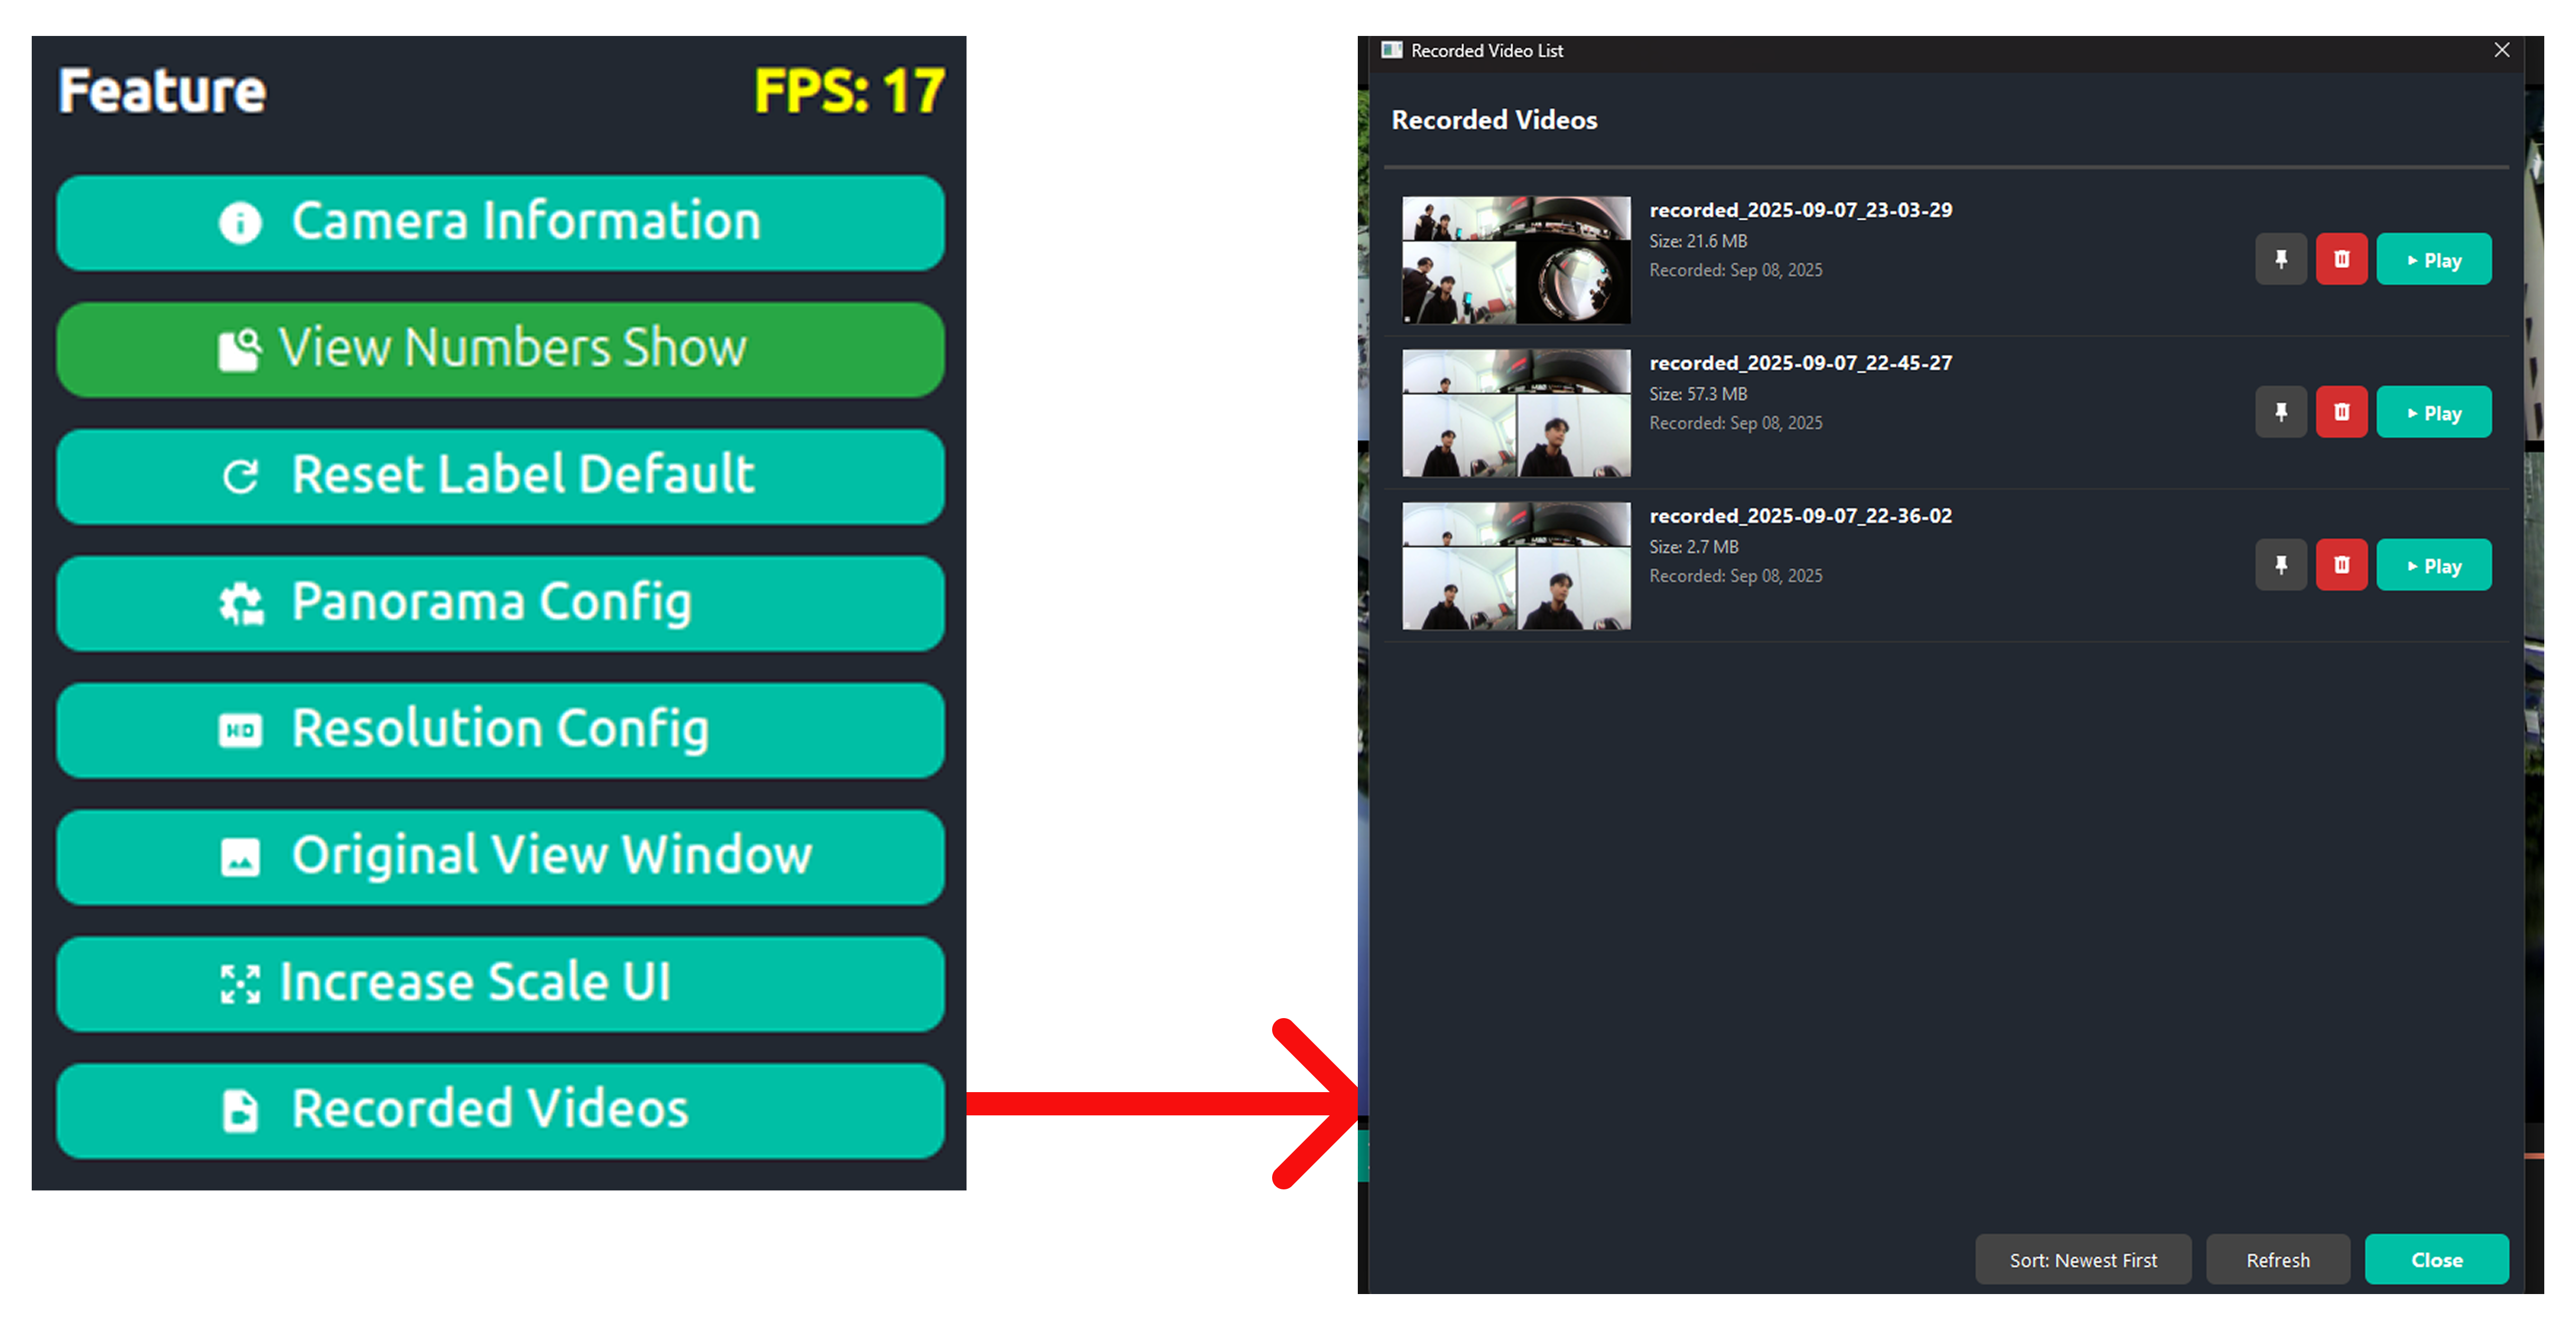 Feature
FPS: 17
Camera Information
View Numbers Show
Reset Label Default
Panorama Config
HD
Resolution Config
Original View Window
Increase Scale UI
Recorded Videos
Recorded Video List
Recorded Videos
recorded_2025-09-07_23-03-29
Size: 21.6 MB
Recorded: Sep 08, 2025
Play
recorded_2025-09-07_22-45-27
Size: 57.3 MB
Recorded: Sep 08, 2025
Play
recorded_2025-09-07_22-36-02
Size: 2.7 MB
Recorded: Sep 08, 2025
Play
Sort: Newest First
Refresh
Close